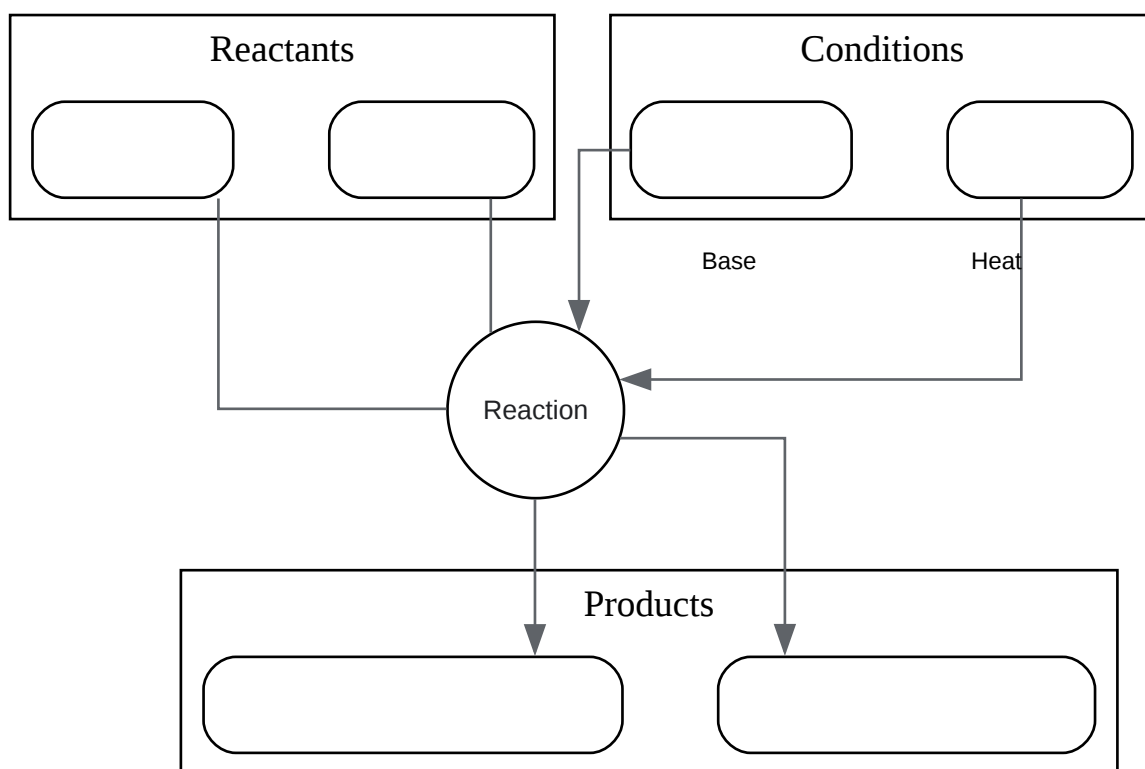 Reactants
Conditions
Base
Heat
Reaction
Products